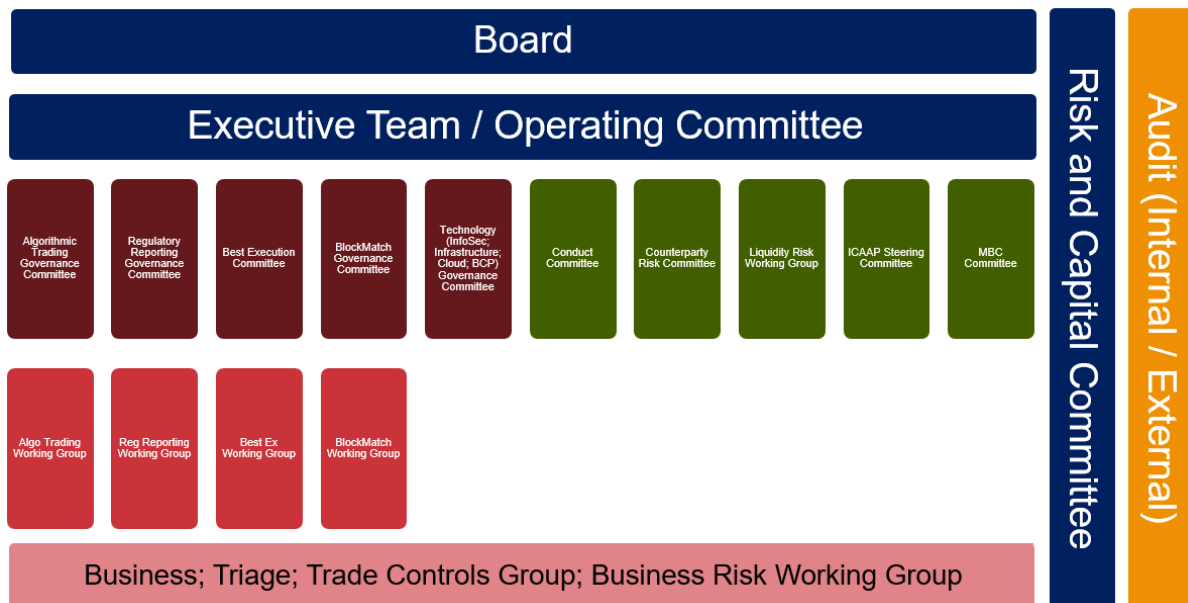 Board
Executive Team / Operating Committee
Algorithmic
Trading
Governance
Committee
Regulatory
Reporting
Governance
Committee
Best Execution
Committee
BlockMatch
Governance
Committee
Technology
(InfoSec;
Infrastructure;
Cloud; BCP)
Governance
Committee
Conduct
Committee
Counterparty
Risk Committee
Liquidity Risk
Working Group
ICAAP Steering
Committee
MBC
Committee
Algo Trading
Working Group
Reg Reporting
Working Group
Best Ex
Working Group
BlockMatch
Working Group
Business; Triage; Trade Controls Group; Business Risk Working Group
Risk and Capital Committee
Audit (Internal / External)